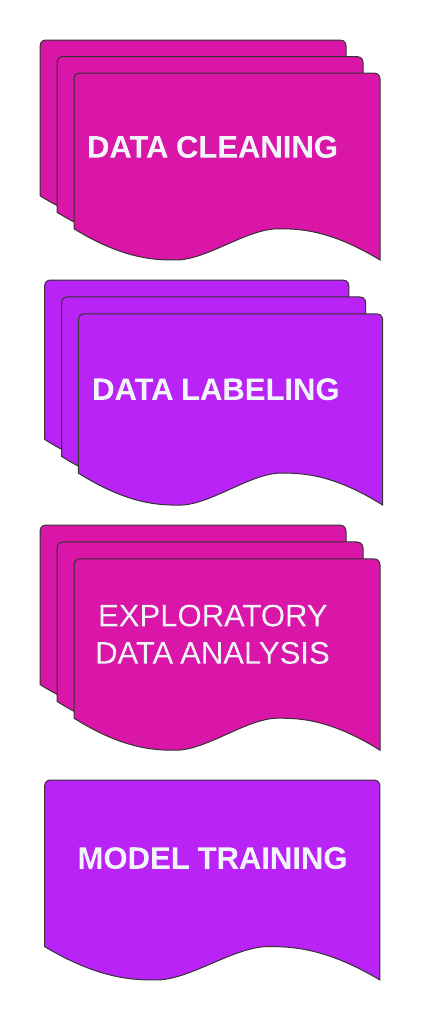 DATA CLEANING
DATA LABELING
EXPLORATORY
DATA ANALYSIS
MODEL TRAINING